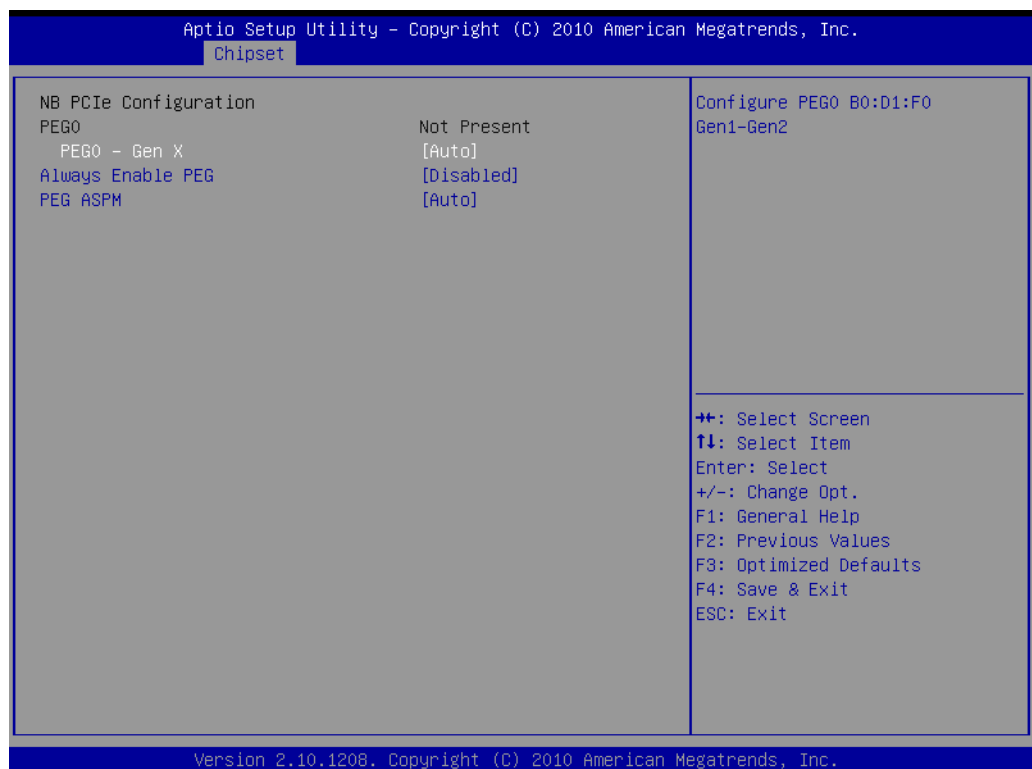 Aptio Setup Utility – Copyright (C) 2010 American Megatrends, Inc.
Chipset
NB PCIe Configuration
PEG0 Not Present
PEG0 – Gen X [Auto]
Always Enable PEG [Disabled]
PEG ASPM [Auto]
Configure PEG0 B0:D1:F0
Gen1-Gen2
→←: Select Screen
↑↓: Select Item
Enter: Select
+/-: Change Opt.
F1: General Help
F2: Previous Values
F3: Optimized Defaults
F4: Save & Exit
ESC: Exit
Version 2.10.1208. Copyright (C) 2010 American Megatrends, Inc.